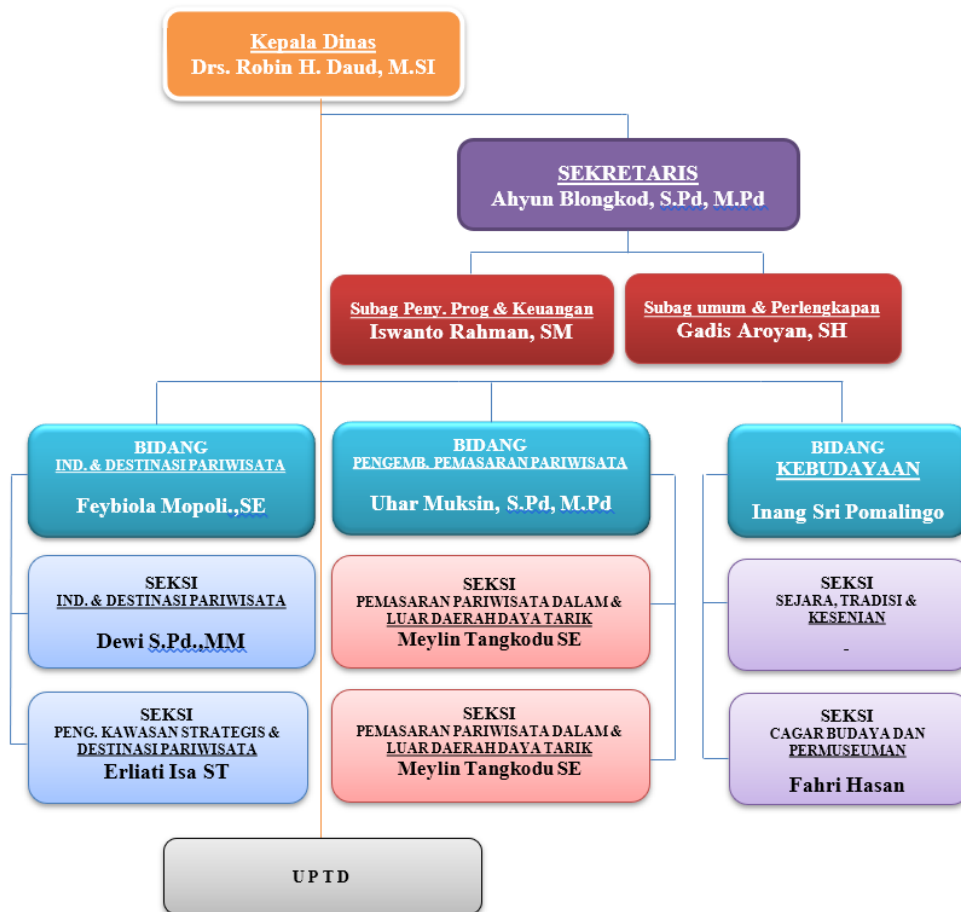 Kepala Dinas
Drs. Robin H. Daud, M.SI
SEKRETARIS
Ahyun Blongkod, S.Pd, M.Pd
Subag Peny. Prog & Keuangan
Iswanto Rahman, SM
Subag umum & Perlengkapan
Gadis Aroyan, SH
BIDANG
IND. & DESTINASI PARIWISATA
Feybiola Mopoli.,SE
BIDANG
PENGEMB. PEMASARAN PARIWISATA
Uhar Muksin, S.Pd, M.Pd
BIDANG
KEBUDAYAAN
Inang Sri Pomalingo
SEKSI
IND. & DESTINASI PARIWISATA
Dewi S.Pd.,MM
SEKSI
PEMASARAN PARIWISATA DALAM &
LUAR DAERAH DAYA TARIK
Meylin Tangkodu SE
SEKSI
SEJARA, TRADISI &
KESENIAN
-
SEKSI
PENG. KAWASAN STRATEGIS &
DESTINASI PARIWISATA
Erliati Isa ST
SEKSI
PEMASARAN PARIWISATA DALAM &
LUAR DAERAH DAYA TARIK
Meylin Tangkodu SE
SEKSI
CAGAR BUDAYA DAN
PERMUSEUMAN
Fahri Hasan
U P T D